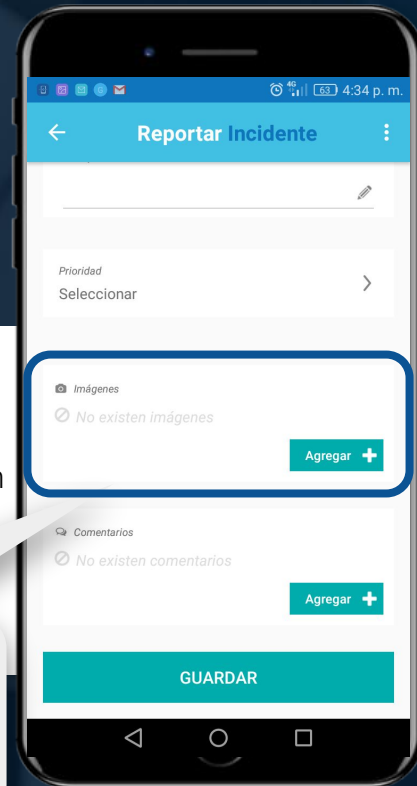 4G 63 4:34 p. m.
Reportar Incidente
Prioridad
Seleccionar
Imágenes
No existen imágenes
Agregar
Comentarios
No existen comentarios
Agregar
GUARDAR